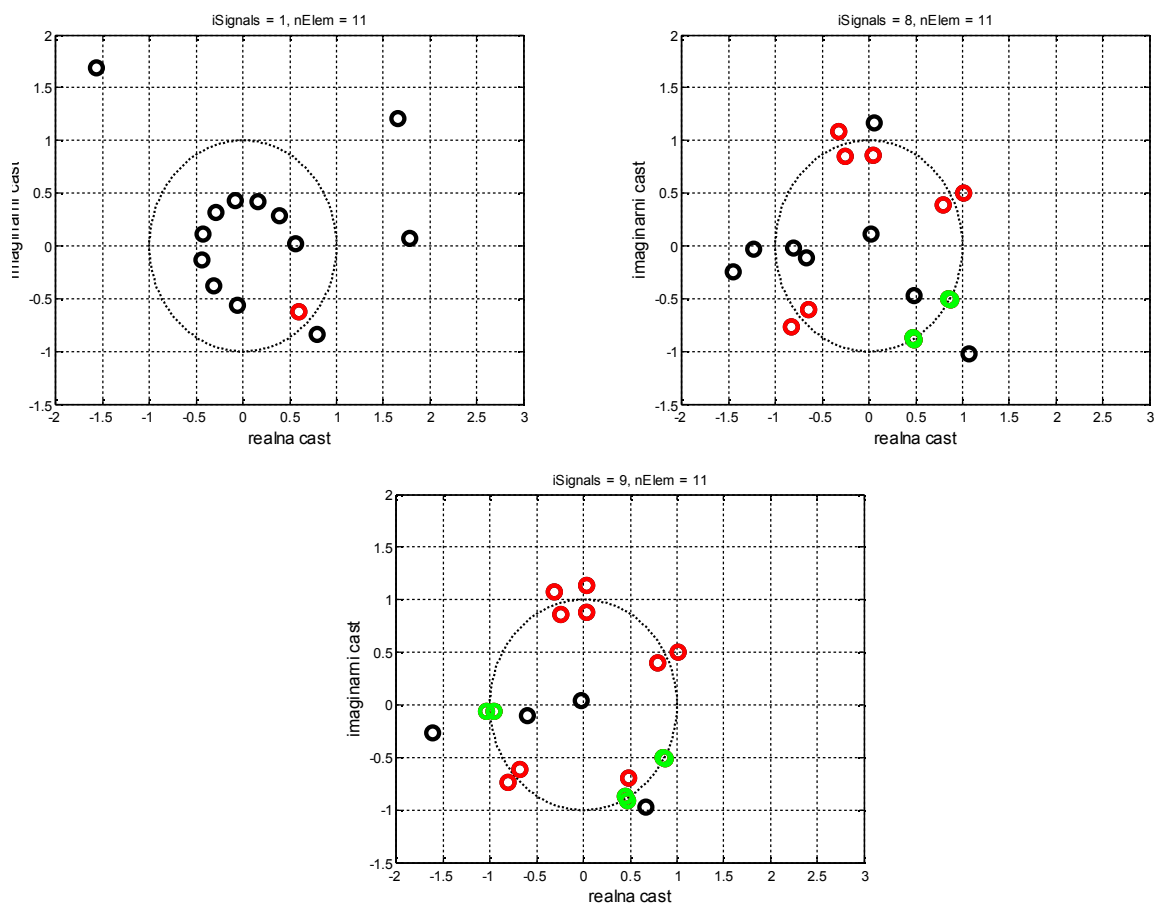 iSignals = 1, nElem = 11
2
1.5
1
0.5
0
-0.5
-1
-1.5
-2 -1.5 -1 -0.5 0 0.5 1 1.5 2 2.5 3
realna cast
imaginarni cast
iSignals = 8, nElem = 11
2
1.5
1
0.5
0
-0.5
-1
-1.5
-2 -1.5 -1 -0.5 0 0.5 1 1.5 2 2.5 3
realna cast
imaginarni cast
iSignals = 9, nElem = 11
2
1.5
1
0.5
0
-0.5
-1
-1.5
-2 -1.5 -1 -0.5 0 0.5 1 1.5 2 2.5 3
realna cast
imaginarni cast